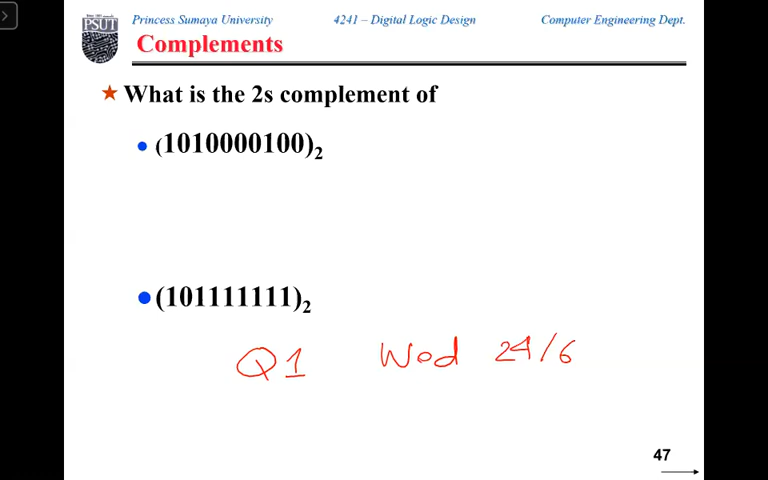 Princess Sumaya University 4241 – Digital Logic Design Computer Engineering Dept.
PSUT
Complements
What is the 2s complement of
(1010000100)2
(101111111)2
Q1 Wed 24/6
47